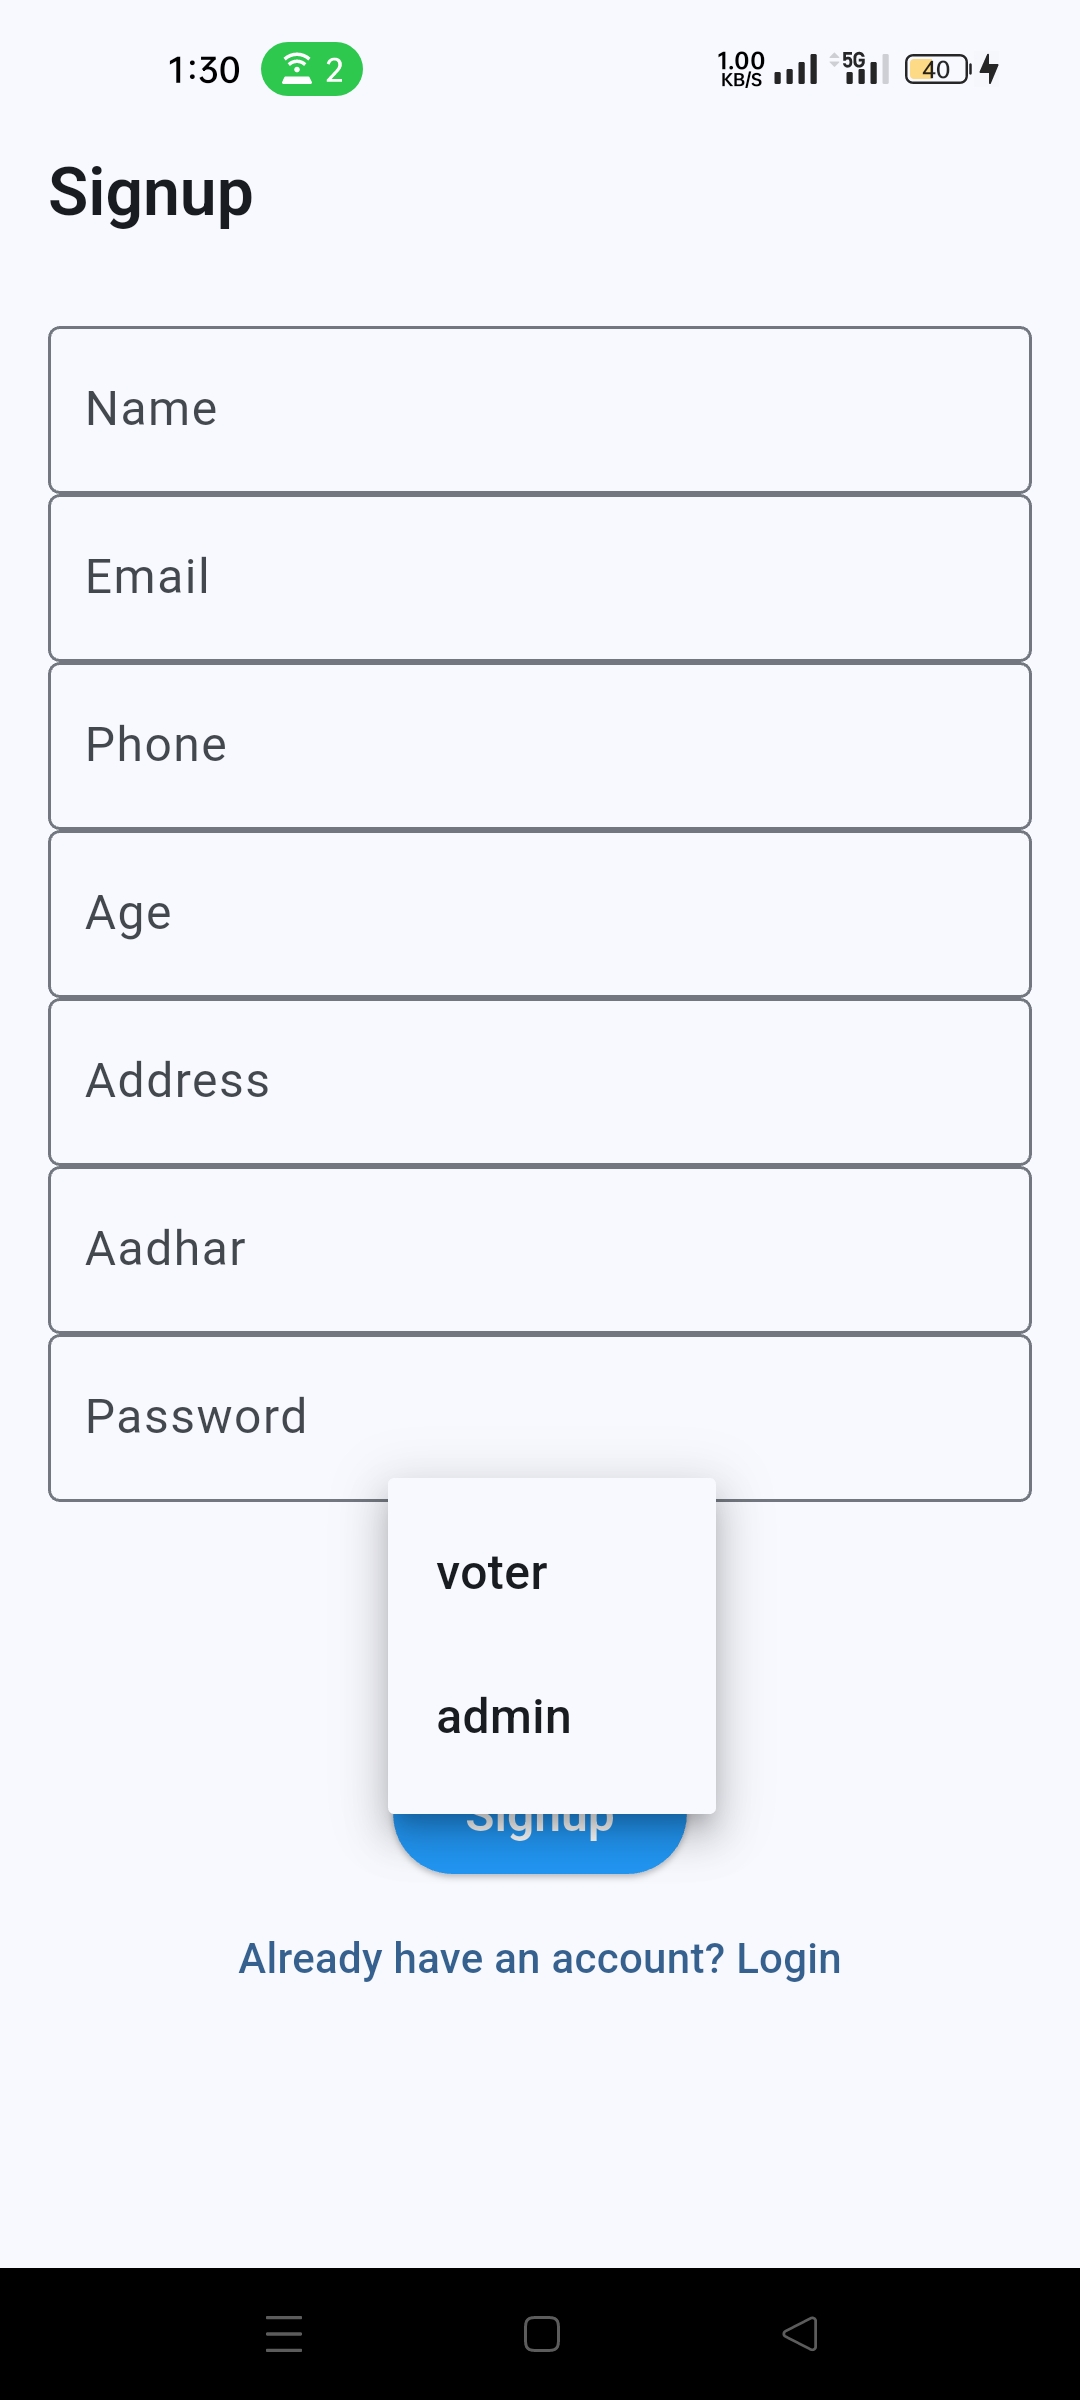 1:30 2 1.00 KB/S 5G 40
Signup
Name
Email
Phone
Age
Address
Aadhar
Password
voter
admin
Signup
Already have an account? Login